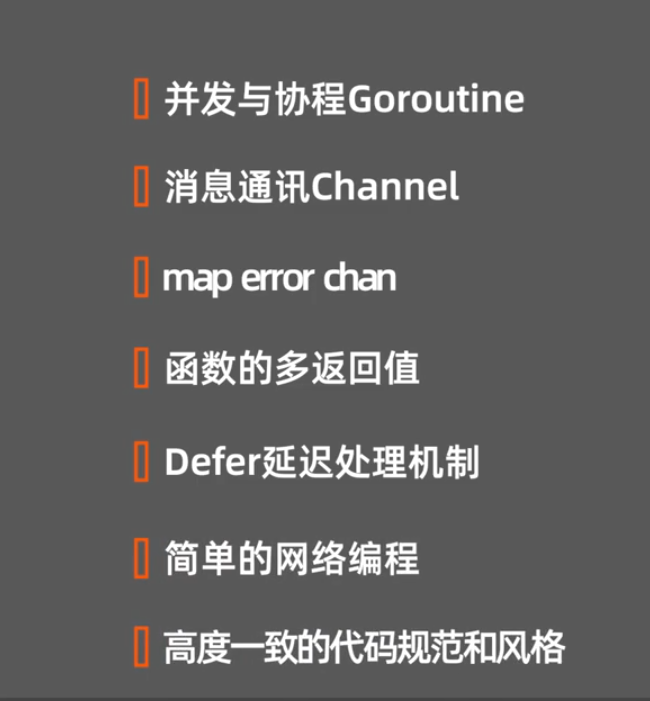 并发与协程Goroutine
消息通讯Channel
map error chan
函数的多返回值
Defer延迟处理机制
简单的网络编程
高度一致的代码规范和风格